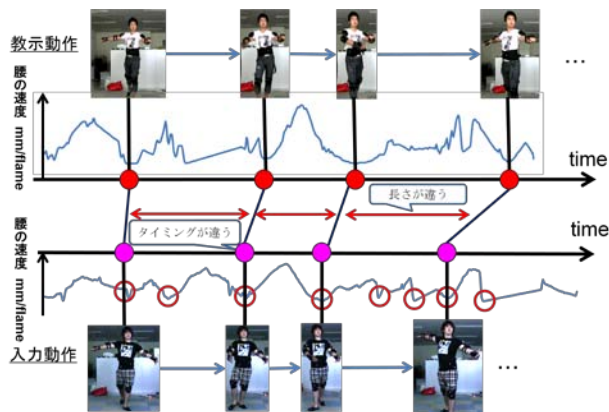 教示動作
…
腰の速度 mm/flame
time
長さが違う
タイミングが違う
time
腰の速度 mm/flame
入力動作
…